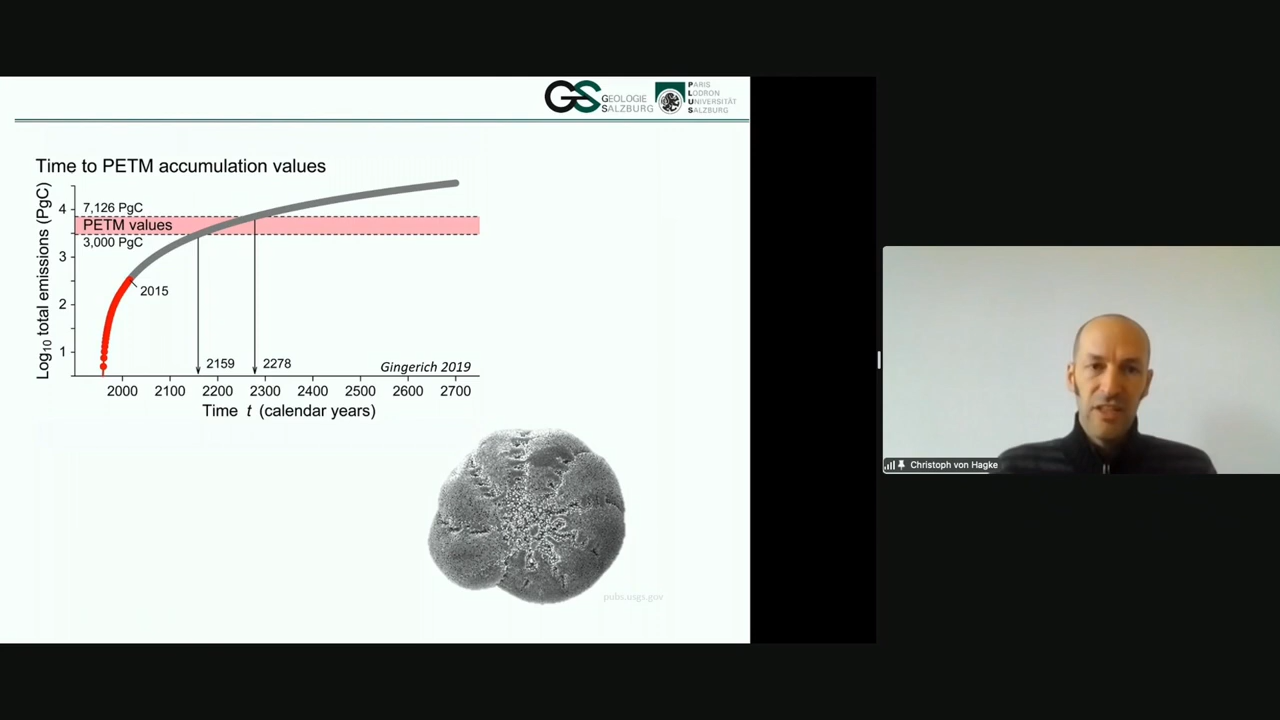 GS GEOLOGIE
SALZBURG
PARIS
LODRON
UNIVERSITÄT
SALZBURG
Time to PETM accumulation values
Log10 total emissions (PgC)
4
3
2
1
7,126 PgC
PETM values
3,000 PgC
2015
2159
2278
Gingerich 2019
2000 2100 2200 2300 2400 2500 2600 2700
Time t (calendar years)
pubs.usgs.gov
Christoph von Hagke